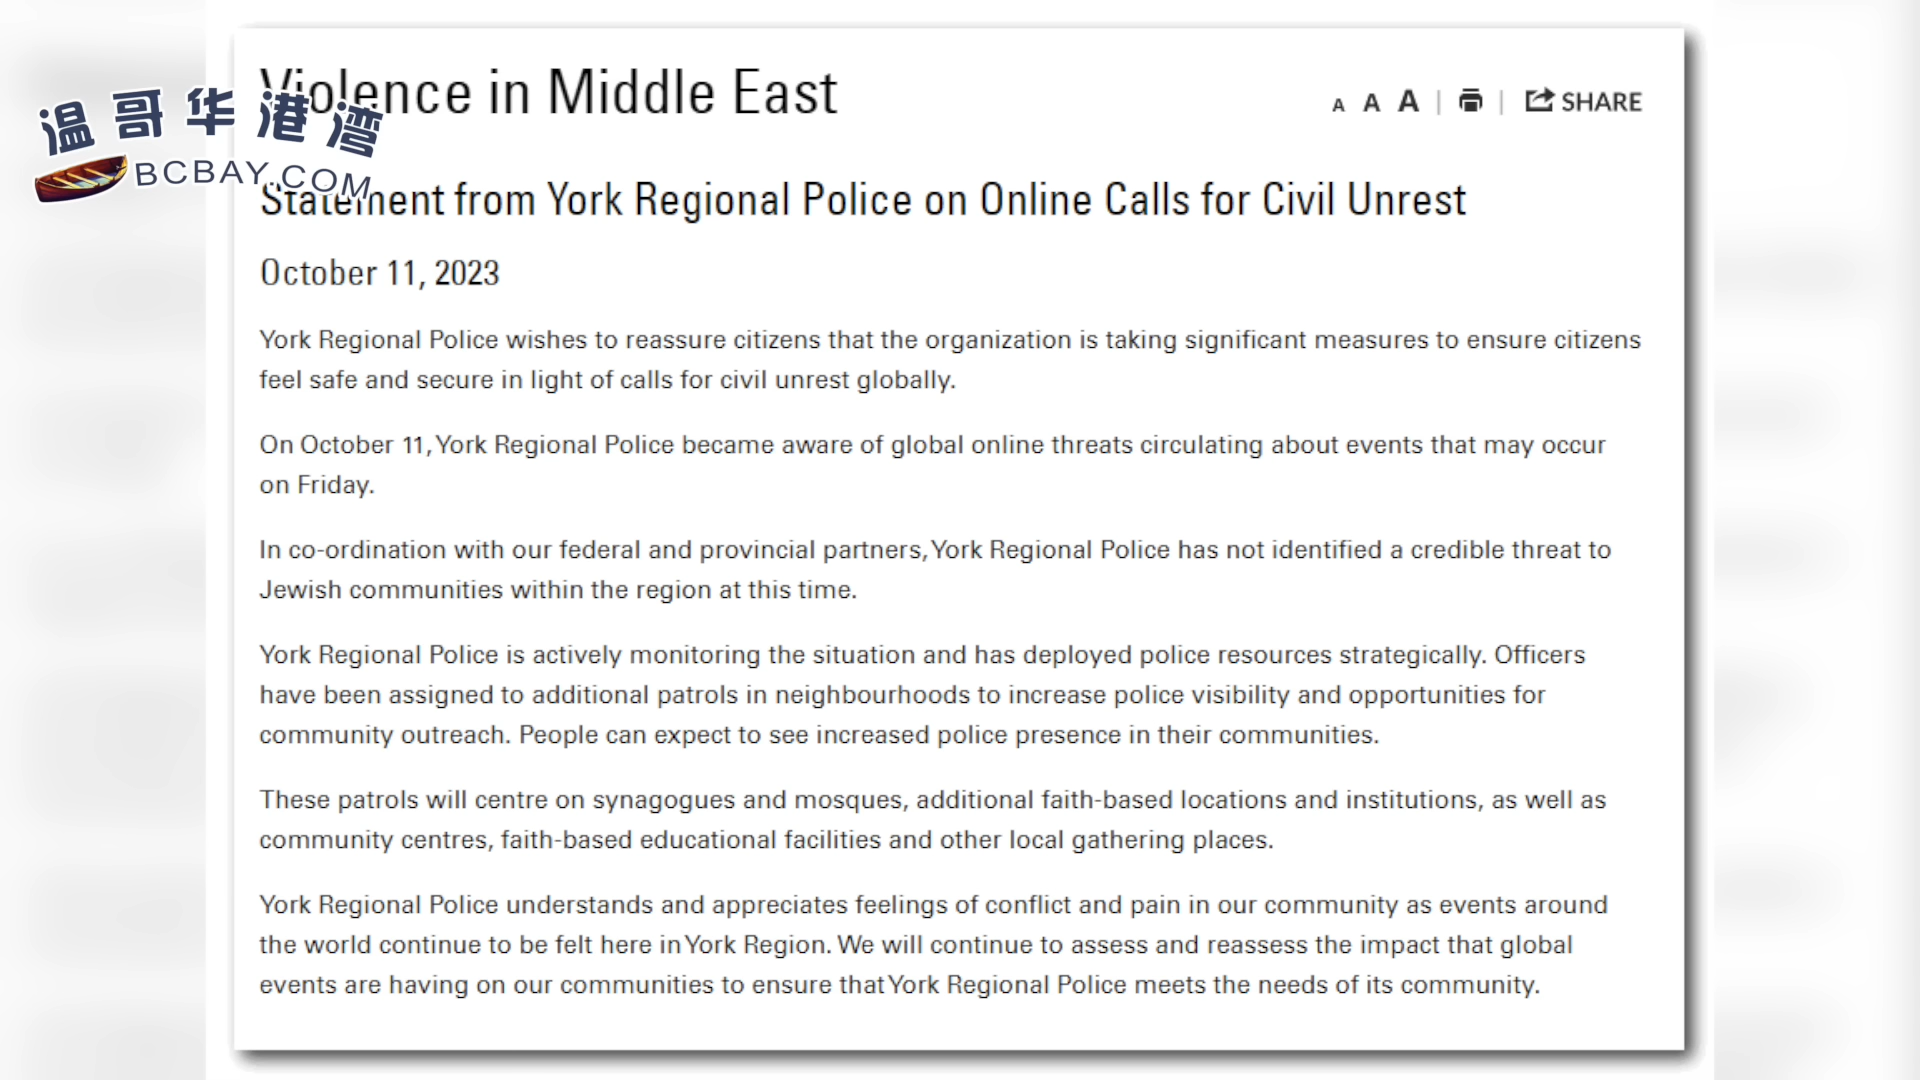 Violence in Middle East
A A A | | SHARE
温哥华港湾
BCBAY.COM
Statement from York Regional Police on Online Calls for Civil Unrest
October 11, 2023
York Regional Police wishes to reassure citizens that the organization is taking significant measures to ensure citizens
feel safe and secure in light of calls for civil unrest globally.
On October 11, York Regional Police became aware of global online threats circulating about events that may occur
on Friday.
In co-ordination with our federal and provincial partners, York Regional Police has not identified a credible threat to
Jewish communities within the region at this time.
York Regional Police is actively monitoring the situation and has deployed police resources strategically. Officers
have been assigned to additional patrols in neighbourhoods to increase police visibility and opportunities for
community outreach. People can expect to see increased police presence in their communities.
These patrols will centre on synagogues and mosques, additional faith-based locations and institutions, as well as
community centres, faith-based educational facilities and other local gathering places.
York Regional Police understands and appreciates feelings of conflict and pain in our community as events around
the world continue to be felt here in York Region. We will continue to assess and reassess the impact that global
events are having on our communities to ensure that York Regional Police meets the needs of its community.